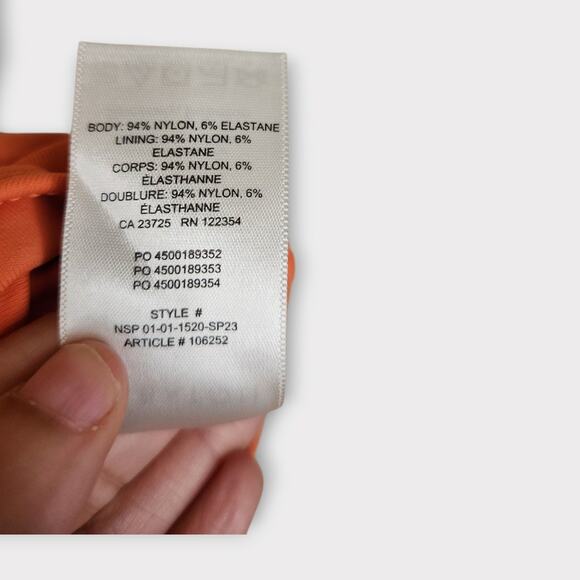 BODY: 94% NYLON, 6% ELASTANE
LINING: 94% NYLON, 6%
ELASTANE
CORPS: 94% NYLON, 6%
ÉLASTHANNE
DOUBLURE: 94% NYLON, 6%
ÉLASTHANNE
CA 23725 RN 122354
PO 4500189352
PO 4500189353
PO 4500189354
STYLE #
NSP 01-01-1520-SP23
ARTICLE # 106252